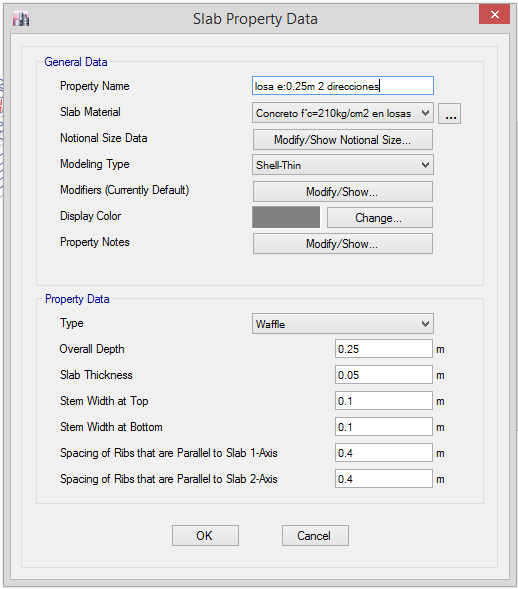 Slab Property Data
General Data
Property Name losa e:0.25m 2 direcciones
Slab Material Concreto f´c=210kg/cm2 en losas ...
Notional Size Data Modify/Show Notional Size...
Modeling Type Shell-Thin
Modifiers (Currently Default) Modify/Show...
Display Color Change...
Property Notes Modify/Show...
Property Data
Type Waffle
Overall Depth 0.25 m
Slab Thickness 0.05 m
Stem Width at Top 0.1 m
Stem Width at Bottom 0.1 m
Spacing of Ribs that are Parallel to Slab 1-Axis 0.4 m
Spacing of Ribs that are Parallel to Slab 2-Axis 0.4 m
OK Cancel